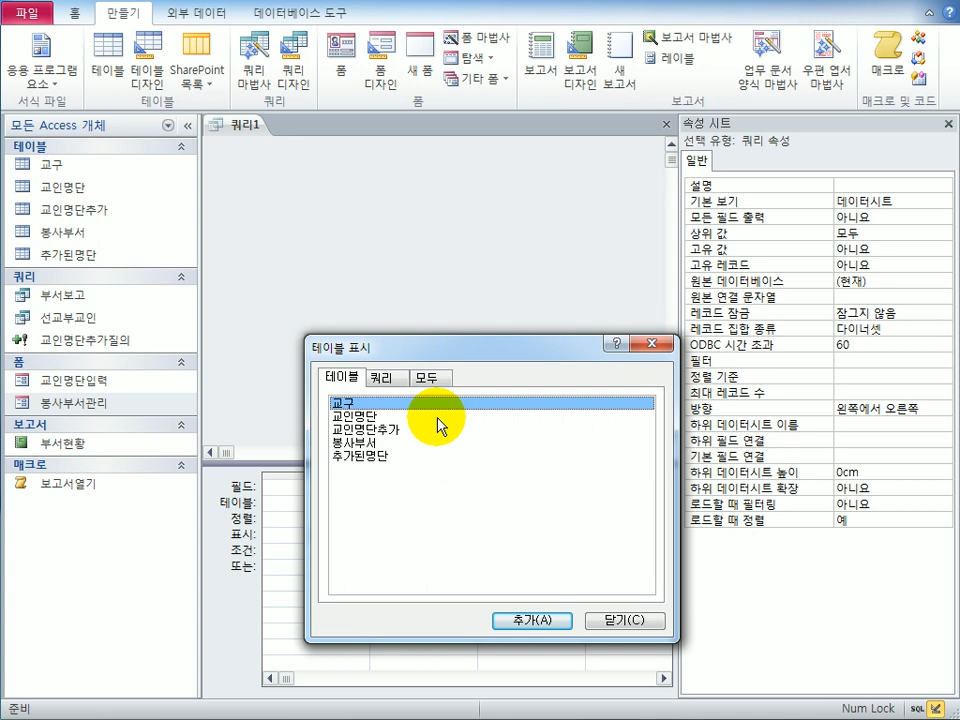 파일 홈 만들기 외부 데이터 데이터베이스 도구
응용 프로그램 요소
서식 파일
테이블
테이블 디자인
SharePoint 목록
테이블
쿼리 마법사
쿼리 디자인
쿼리
폼
폼 디자인
새 폼
폼 마법사
탐색
기타 폼
폼
보고서
보고서 디자인
새 보고서
보고서 마법사
레이블
업무 문서 양식 마법사
우편 엽서 마법사
보고서
매크로
매크로 및 코드
모든 Access 개체
테이블
교구
교인명단
교인명단추가
봉사부서
추가된명단
쿼리
부서보고
선교부교인
교인명단추가질의
폼
교인명단입력
봉사부서관리
보고서
부서현황
매크로
보고서열기
쿼리1
필드:
테이블:
정렬:
표시:
조건:
또는:
테이블 표시
테이블 쿼리 모두
교구
교인명단
교인명단추가
봉사부서
추가된명단
추가(A) 닫기(C)
속성 시트
선택 유형: 쿼리 속성
일반
설명
기본 보기 데이터시트
모든 필드 출력 아니요
상위 값 모두
고유 값 아니요
고유 레코드 아니요
원본 데이터베이스 (현재)
원본 연결 문자열
레코드 잠금 잠그지 않음
레코드 집합 종류 다이너셋
ODBC 시간 초과 60
필터
정렬 기준
최대 레코드 수
방향 왼쪽에서 오른쪽
하위 데이터시트 이름
하위 필드 연결
기본 필드 연결
하위 데이터시트 높이 0cm
하위 데이터시트 확장 아니요
로드할 때 필터링 아니요
로드할 때 정렬 예
준비 Num Lock SQL